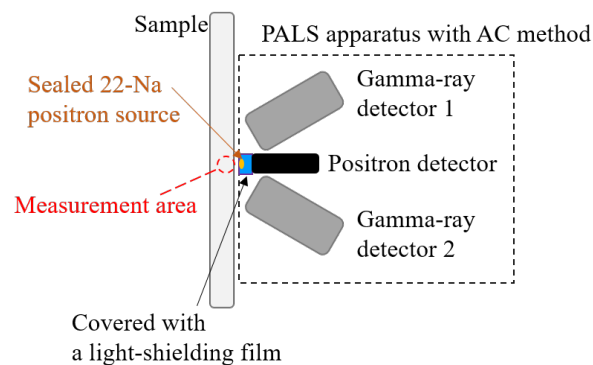 Sample
PALS apparatus with AC method
Sealed 22-Na
positron source
Gamma-ray
detector 1
Positron detector
Measurement area
Gamma-ray
detector 2
Covered with
a light-shielding film